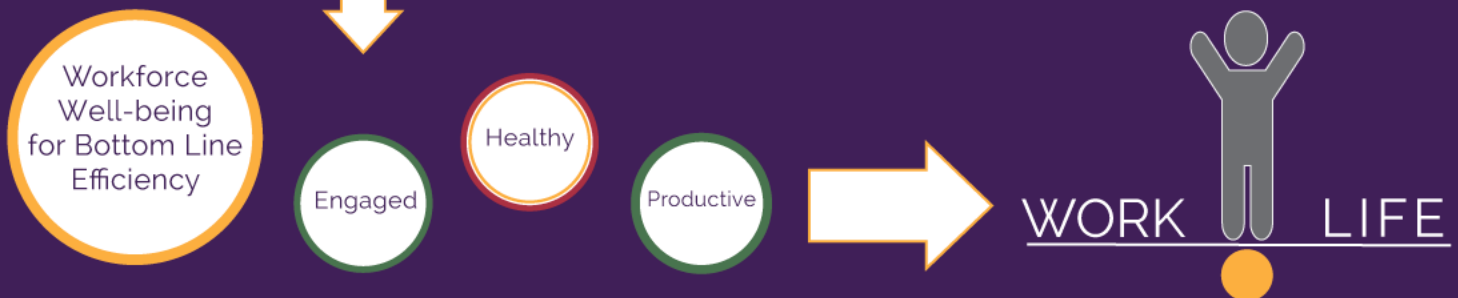 Workforce
Well-being
for Bottom Line
Efficiency
Engaged
Healthy
Productive
WORK LIFE